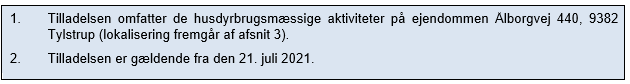 1. Tilladelsen omfatter de husdyrbrugsmæssige aktiviteter på ejendommen Ålborgvej 440, 9382
Tylstrup (lokalisering fremgår af afsnit 3).
2. Tilladelsen er gældende fra den 21. juli 2021.